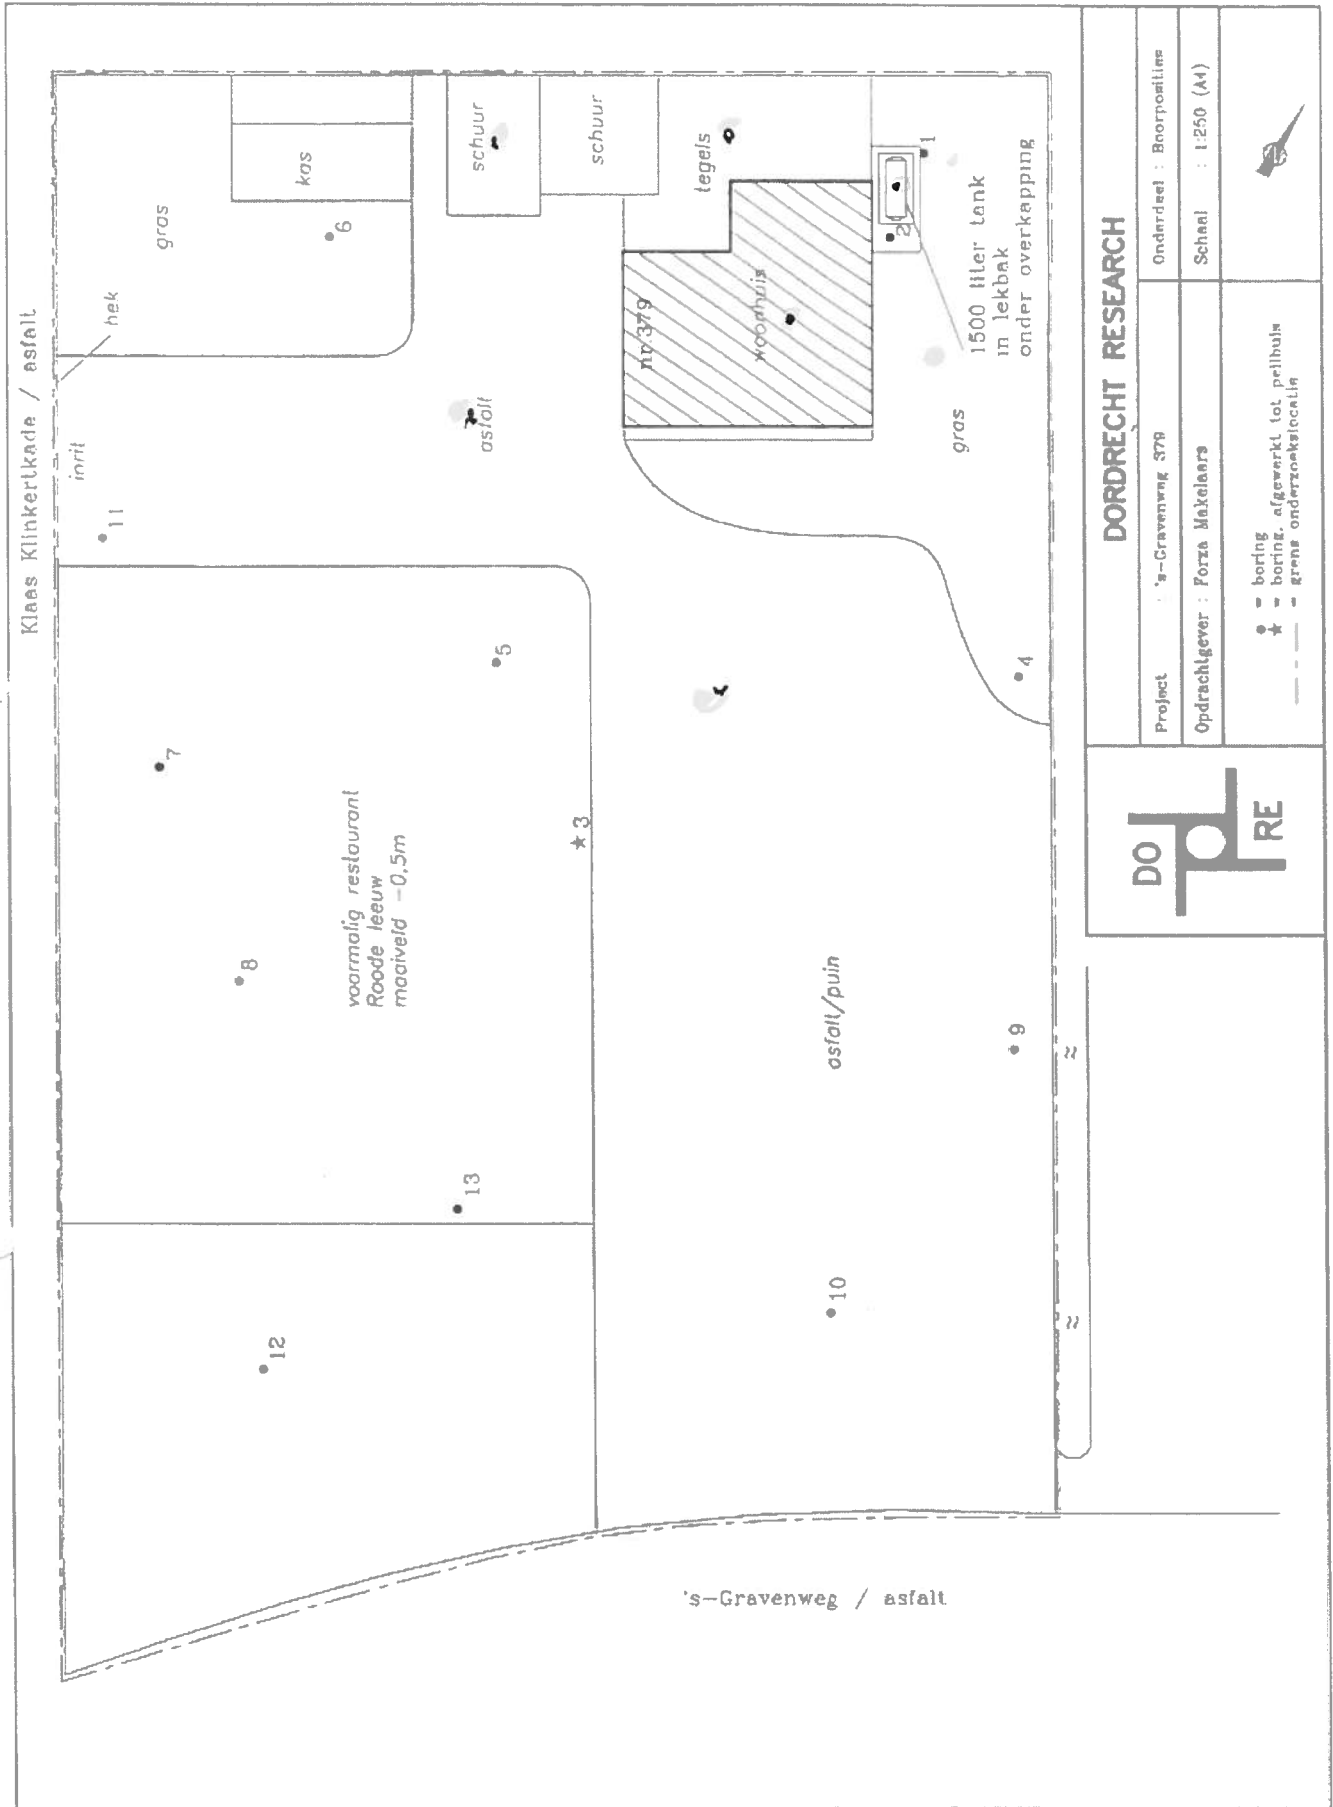 Klaas Klinkertkade / asfalt
inrit
hek
gras
kas
schuur
schuur
tegels
asfalt
nr. 379
woonhuis
1500 liter tank
in lekbak
onder overkapping
gras
voormalig restaurant
Roode leeuw
maaiveld -0,5m
asfalt/puin
1
2
3
4
5
6
7
8
9
10
11
12
13
's-Gravenweg / asfalt
DO
RE
DORDRECHT RESEARCH
Project : 's-Gravenweg 379
Onderdeel : Boorposities
Opdrachtgever : Forza Makelaars
Schaal : 1:250 (A4)
● = boring
★ = boring, afgewerkt tot peilbuis
— - — = grens onderzoekslocatie